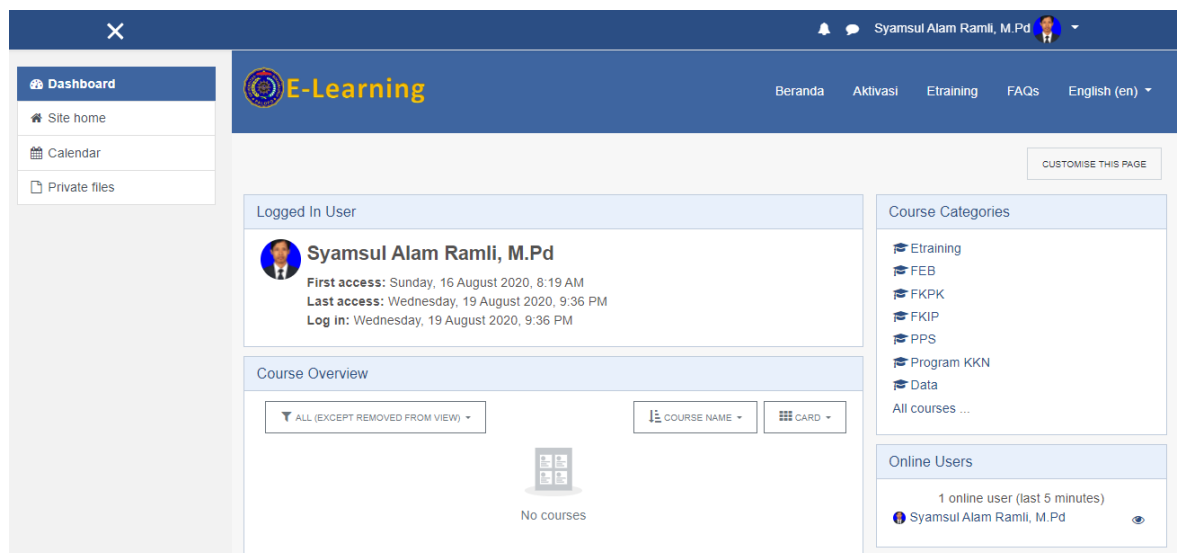 Syamsul Alam Ramli, M.Pd
Dashboard
Site home
Calendar
Private files
E-Learning
Beranda Aktivasi Etraining FAQs English (en)
CUSTOMISE THIS PAGE
Logged In User
Syamsul Alam Ramli, M.Pd
First access: Sunday, 16 August 2020, 8:19 AM
Last access: Wednesday, 19 August 2020, 9:36 PM
Log in: Wednesday, 19 August 2020, 9:36 PM
Course Overview
ALL (EXCEPT REMOVED FROM VIEW) COURSE NAME CARD
No courses
Course Categories
Etraining
FEB
FKPK
FKIP
PPS
Program KKN
Data
All courses ...
Online Users
1 online user (last 5 minutes)
Syamsul Alam Ramli, M.Pd